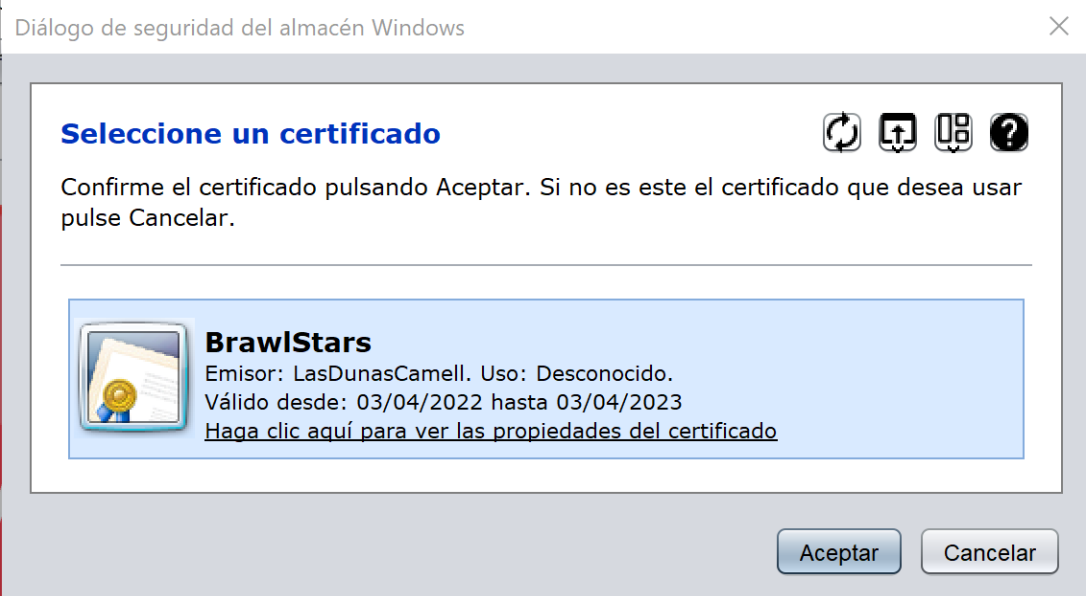 Diálogo de seguridad del almacén Windows
Seleccione un certificado
Confirme el certificado pulsando Aceptar. Si no es este el certificado que desea usar
pulse Cancelar.
BrawlStars
Emisor: LasDunasCamell. Uso: Desconocido.
Válido desde: 03/04/2022 hasta 03/04/2023
Haga clic aquí para ver las propiedades del certificado
Aceptar
Cancelar